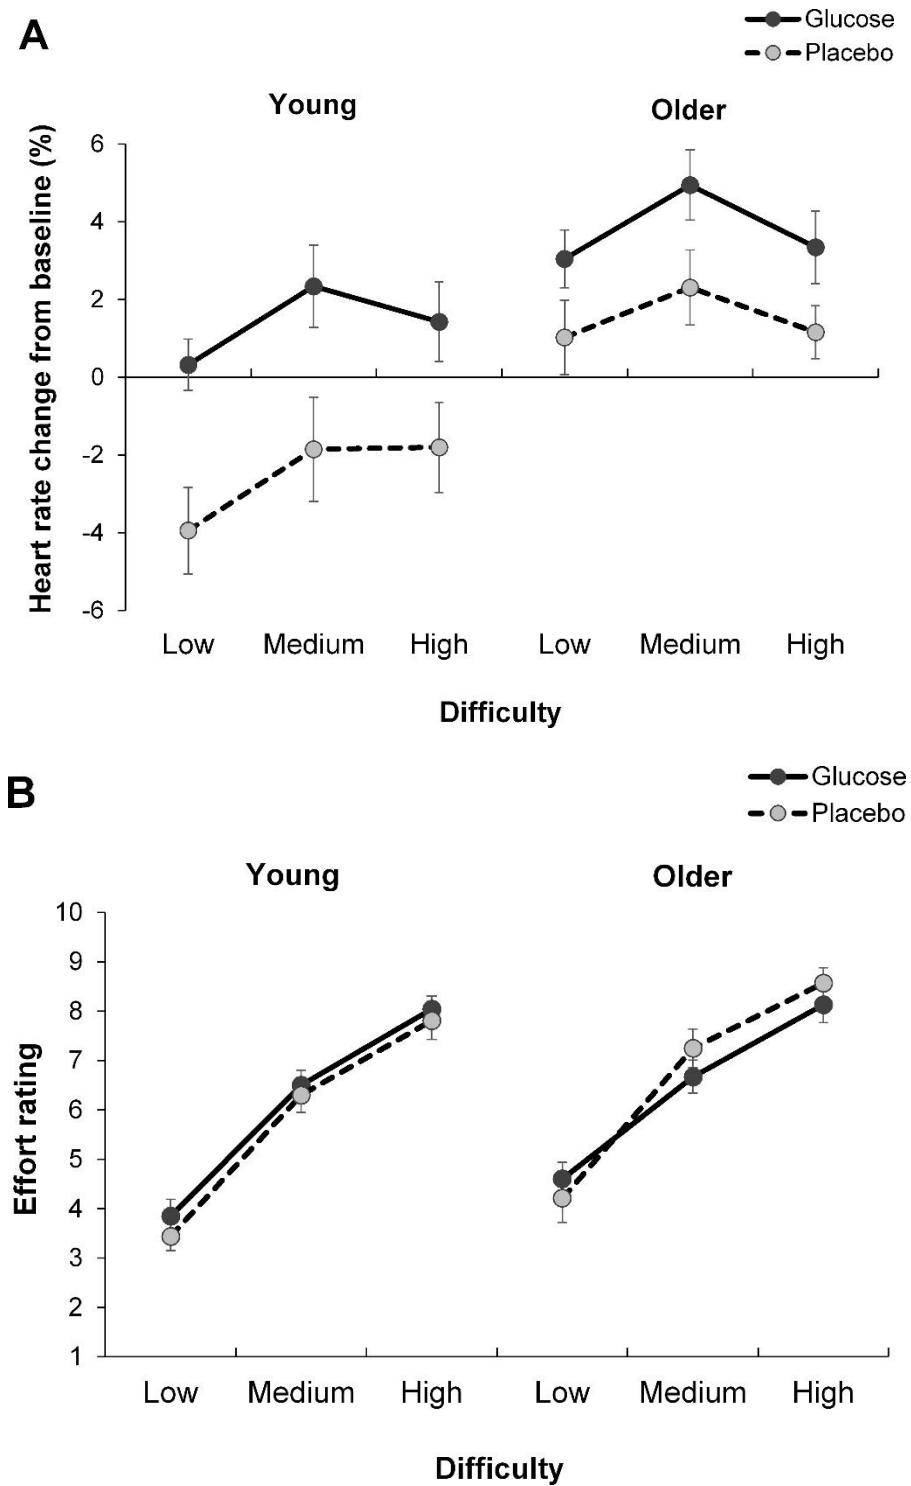 A
Glucose
Placebo
Young
Older
Heart rate change from baseline (%)
6
4
2
0
-2
-4
-6
Low Medium High Low Medium High
Difficulty
B
Glucose
Placebo
Young
Older
Effort rating
10
9
8
7
6
5
4
3
2
1
Low Medium High Low Medium High
Difficulty